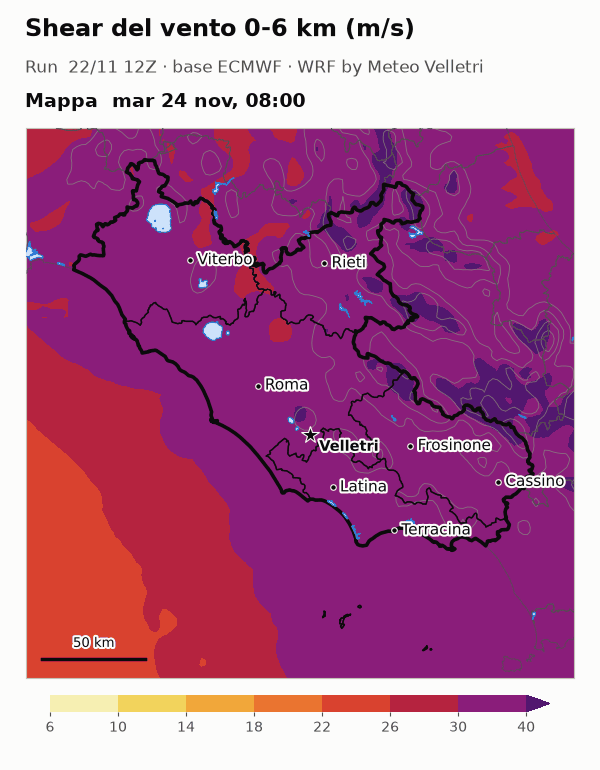 Shear del vento 0-6 km (m/s)
Run 22/11 12Z · base ECMWF · WRF by Meteo Velletri
Mappa mar 24 nov, 08:00
Viterbo
Rieti
Roma
Velletri
Frosinone
Cassino
Latina
Terracina
50 km
6 10 14 18 22 26 30 40